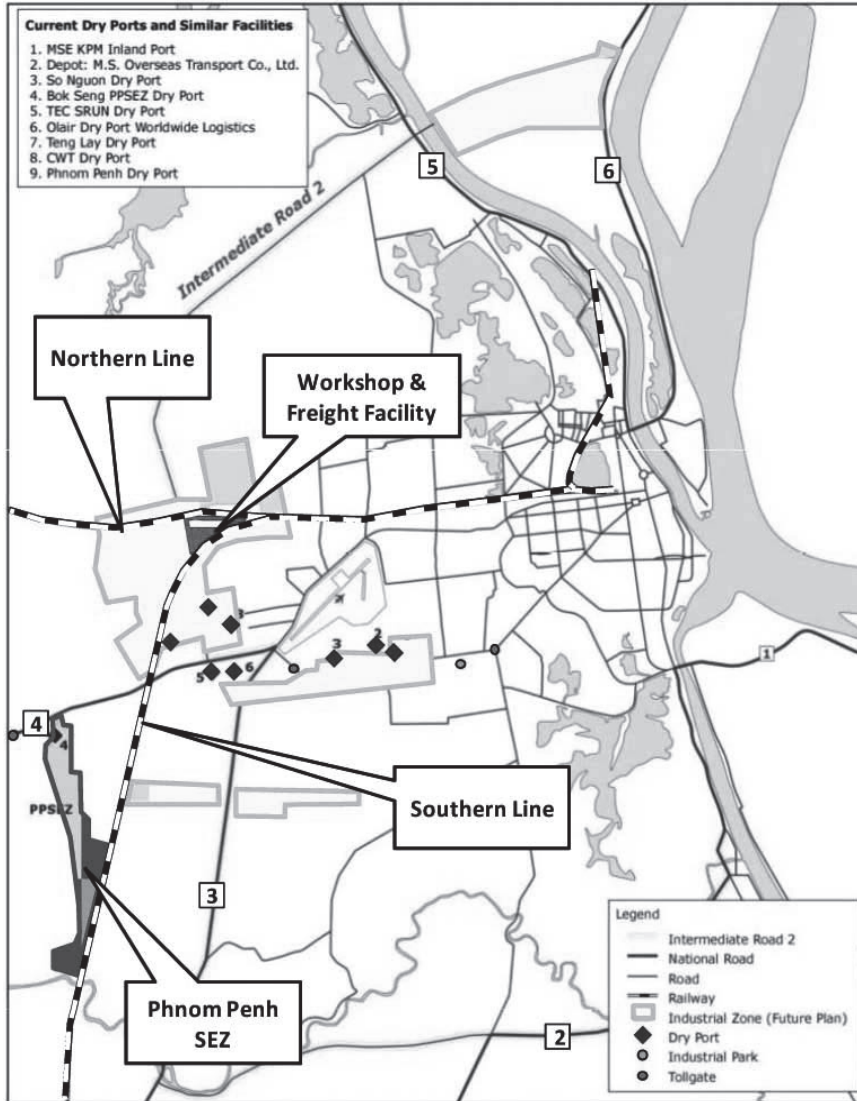 Current Dry Ports and Similar Facilities
1. MSE KPM Inland Port
2. Depot: M.S. Overseas Transport Co., Ltd.
3. So Nguon Dry Port
4. Bok Seng PPSEZ Dry Port
5. TEC SRUN Dry Port
6. Olair Dry Port Worldwide Logistics
7. Teng Lay Dry Port
8. CWT Dry Port
9. Phnom Penh Dry Port
5
6
Intermediate Road 2
Northern Line
Workshop &
Freight Facility
3
2
5
6
1
4
4
PPSEZ
Southern Line
3
Phnom Penh
SEZ
2
Legend
Intermediate Road 2
National Road
Road
Railway
Industrial Zone (Future Plan)
Dry Port
Industrial Park
Tollgate